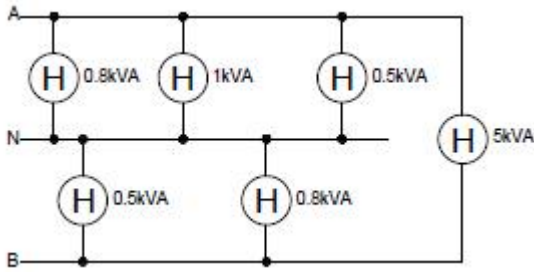 A
H 0.8kVA H 1kVA H 0.5kVA
N
H 5kVA
H 0.5kVA H 0.8kVA
B